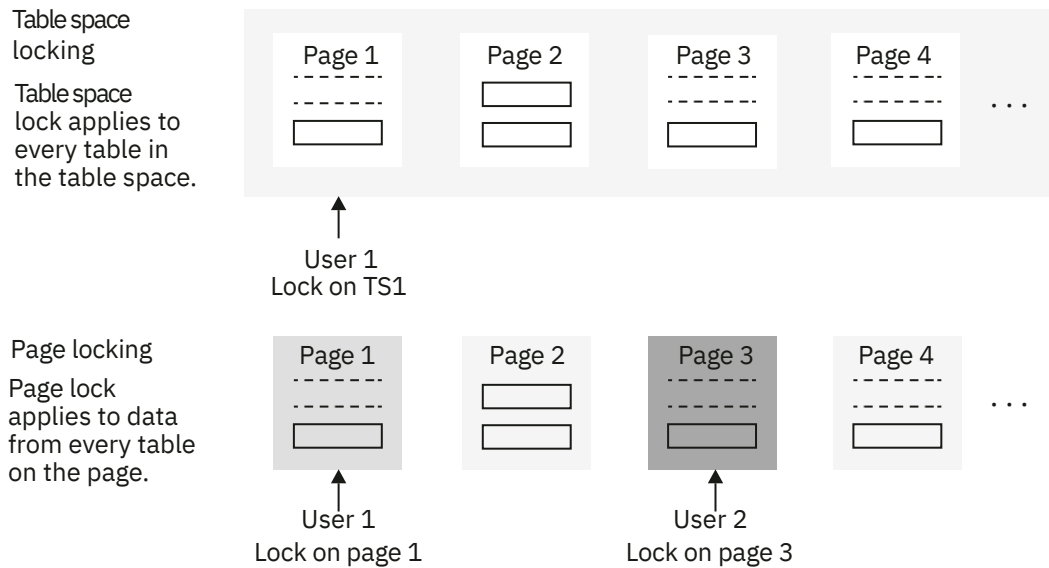 Table space
locking
Table space
lock applies to
every table in
the table space.
Page 1
Page 2
Page 3
Page 4
. . .
User 1
Lock on TS1
Page locking
Page lock
applies to data
from every table
on the page.
Page 1
Page 2
Page 3
Page 4
. . .
User 1
Lock on page 1
User 2
Lock on page 3